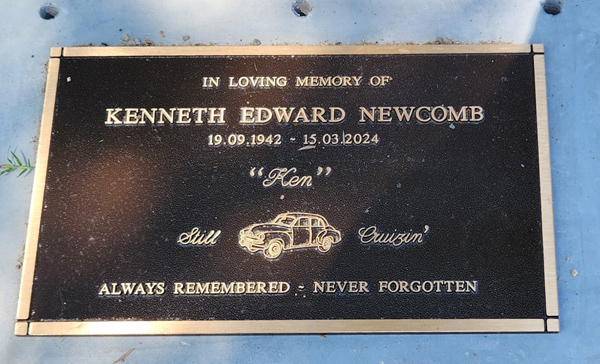 IN LOVING MEMORY OF
KENNETH EDWARD NEWCOMB
19.09.1942 - 15.03.2024
"Ken"
Still Cruizin'
ALWAYS REMEMBERED - NEVER FORGOTTEN